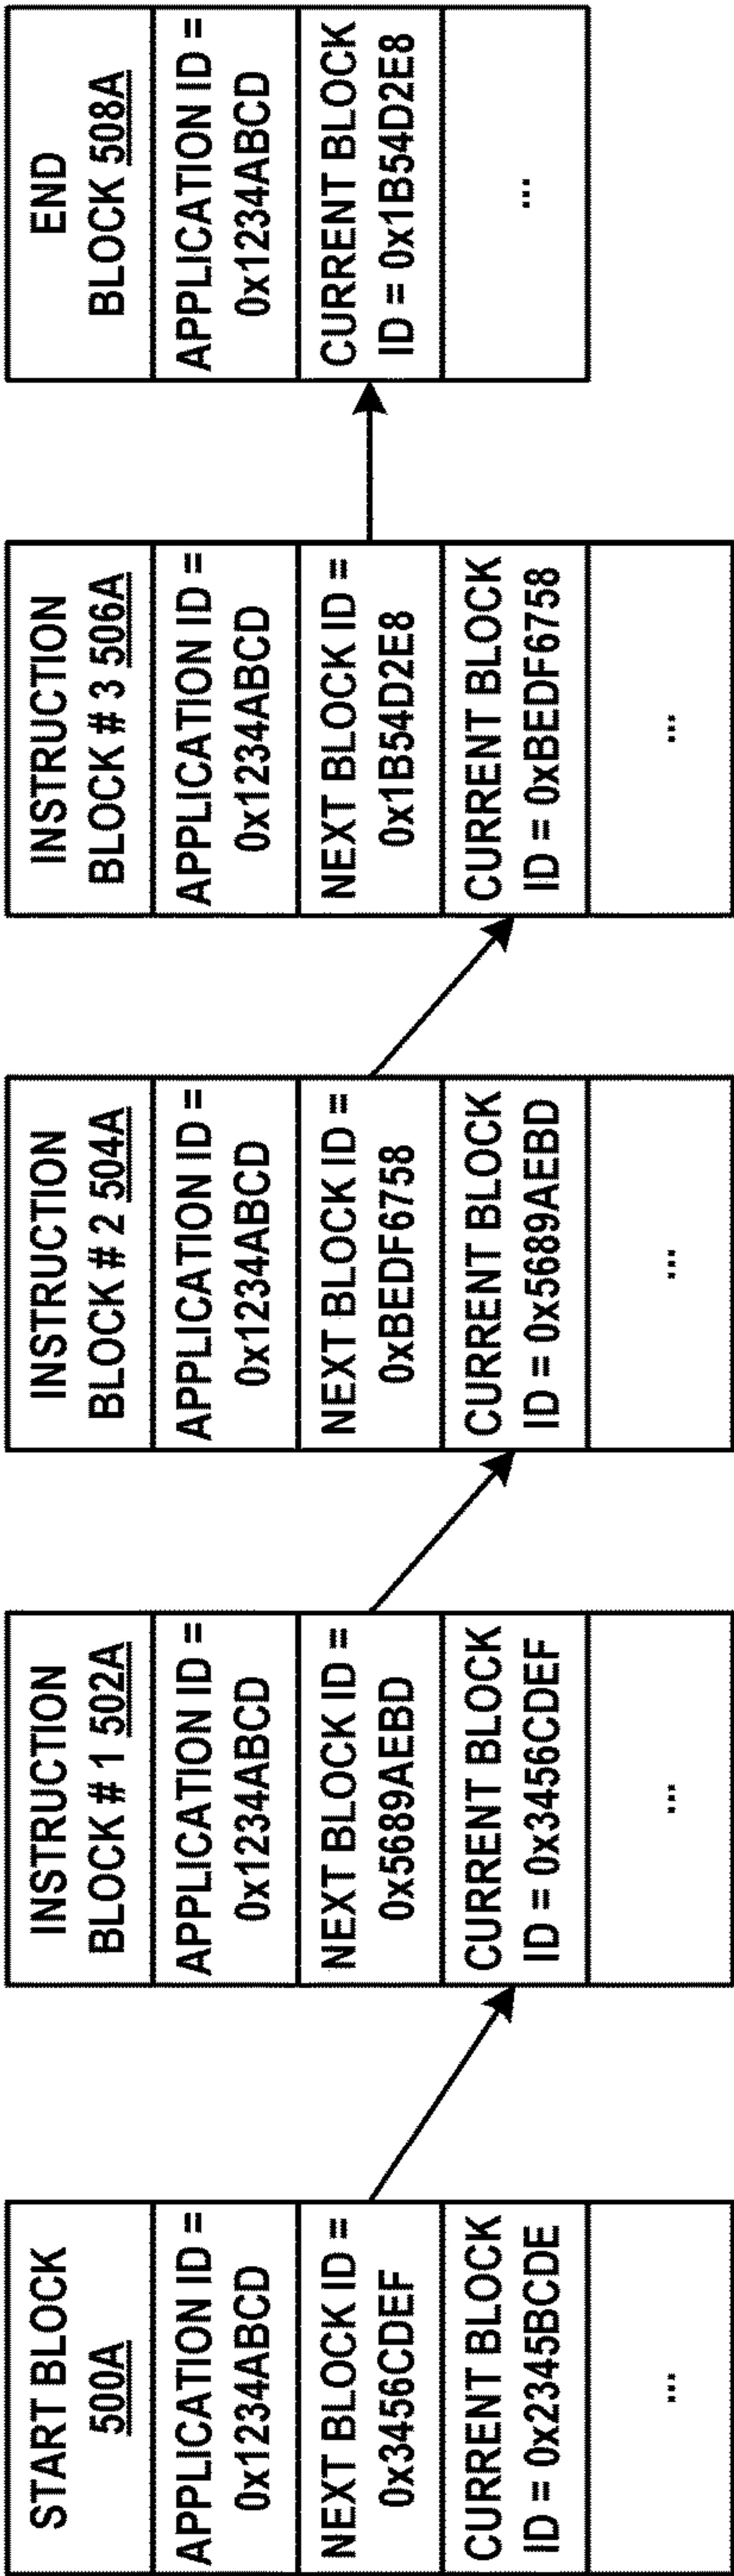 START BLOCK
500A
APPLICATION ID =
0x1234ABCD
NEXT BLOCK ID =
0x3456CDEF
CURRENT BLOCK
ID = 0x2345BCDE
...
INSTRUCTION
BLOCK # 1 502A
APPLICATION ID =
0x1234ABCD
NEXT BLOCK ID =
0x5689AEBD
CURRENT BLOCK
ID = 0x3456CDEF
...
INSTRUCTION
BLOCK # 2 504A
APPLICATION ID =
0x1234ABCD
NEXT BLOCK ID =
0xBEDF6758
CURRENT BLOCK
ID = 0x5689AEBD
...
INSTRUCTION
BLOCK # 3 506A
APPLICATION ID =
0x1234ABCD
NEXT BLOCK ID =
0x1B54D2E8
CURRENT BLOCK
ID = 0xBEDF6758
...
END
BLOCK 508A
APPLICATION ID =
0x1234ABCD
CURRENT BLOCK
ID = 0x1B54D2E8
...